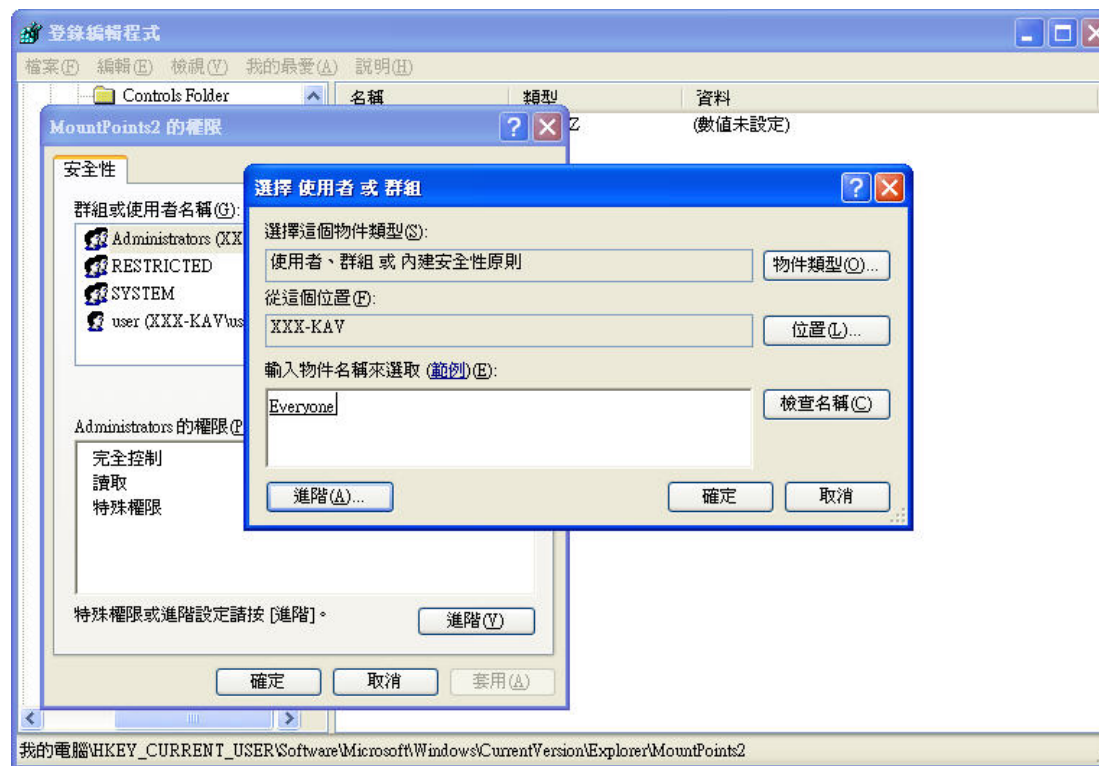 登錄編輯程式
檔案(F) 編輯(E) 檢視(V) 我的最愛(A) 說明(H)
Controls Folder
名稱 類型 資料
Z (數值未設定)
MountPoints2 的權限
安全性
群組或使用者名稱(G):
Administrators (XX
RESTRICTED
SYSTEM
user (XXX-KAV\us
Administrators 的權限(P
完全控制
讀取
特殊權限
特殊權限或進階設定請按 [進階]。
進階(V)
確定 取消 套用(A)
選擇 使用者 或 群組
選擇這個物件類型(S):
使用者、群組 或 內建安全性原則 物件類型(O)...
從這個位置(F):
XXX-KAV 位置(L)...
輸入物件名稱來選取 (範例)(E):
Everyone 檢查名稱(C)
進階(A)... 確定 取消
我的電腦\HKEY_CURRENT_USER\Software\Microsoft\Windows\CurrentVersion\Explorer\MountPoints2